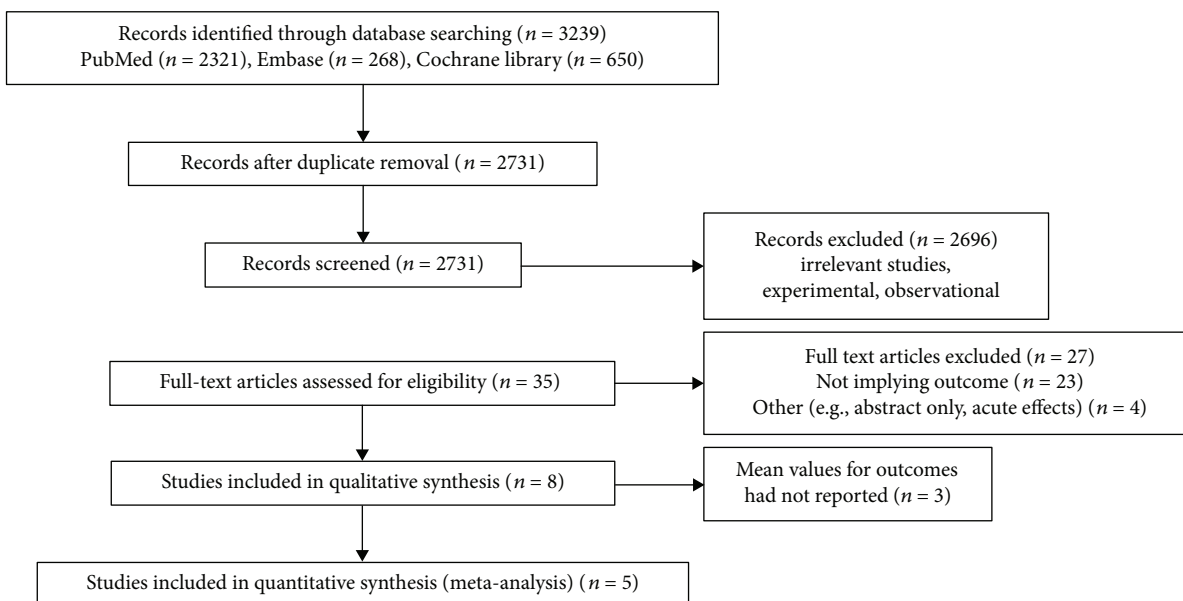 Records identified through database searching (n = 3239)
PubMed (n = 2321), Embase (n = 268), Cochrane library (n = 650)
Records after duplicate removal (n = 2731)
Records screened (n = 2731)
Records excluded (n = 2696)
irrelevant studies,
experimental, observational
Full-text articles assessed for eligibility (n = 35)
Full text articles excluded (n = 27)
Not implying outcome (n = 23)
Other (e.g., abstract only, acute effects) (n = 4)
Studies included in qualitative synthesis (n = 8)
Mean values for outcomes
had not reported (n = 3)
Studies included in quantitative synthesis (meta-analysis) (n = 5)